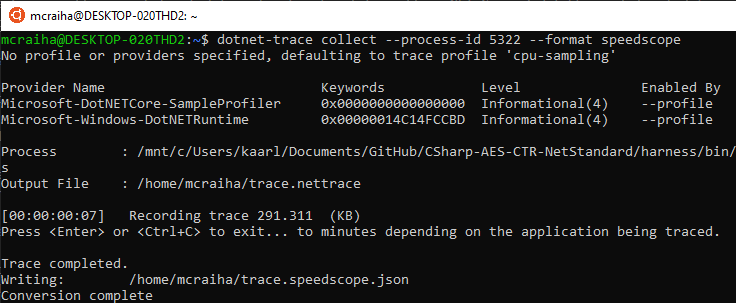 mcraiha@DESKTOP-020THD2: ~
mcraiha@DESKTOP-020THD2:~$ dotnet-trace collect --process-id 5322 --format speedscope
No profile or providers specified, defaulting to trace profile 'cpu-sampling'
Provider Name Keywords Level Enabled By
Microsoft-DotNETCore-SampleProfiler 0x0000000000000000 Informational(4) --profile
Microsoft-Windows-DotNETRuntime 0x00000014C14FCCBD Informational(4) --profile
Process : /mnt/c/Users/kaarl/Documents/GitHub/CSharp-AES-CTR-NetStandard/harness/bin/
s
Output File : /home/mcraiha/trace.nettrace
[00:00:00:07] Recording trace 291.311 (KB)
Press <Enter> or <Ctrl+C> to exit... to minutes depending on the application being traced.
Trace completed.
Writing: /home/mcraiha/trace.speedscope.json
Conversion complete